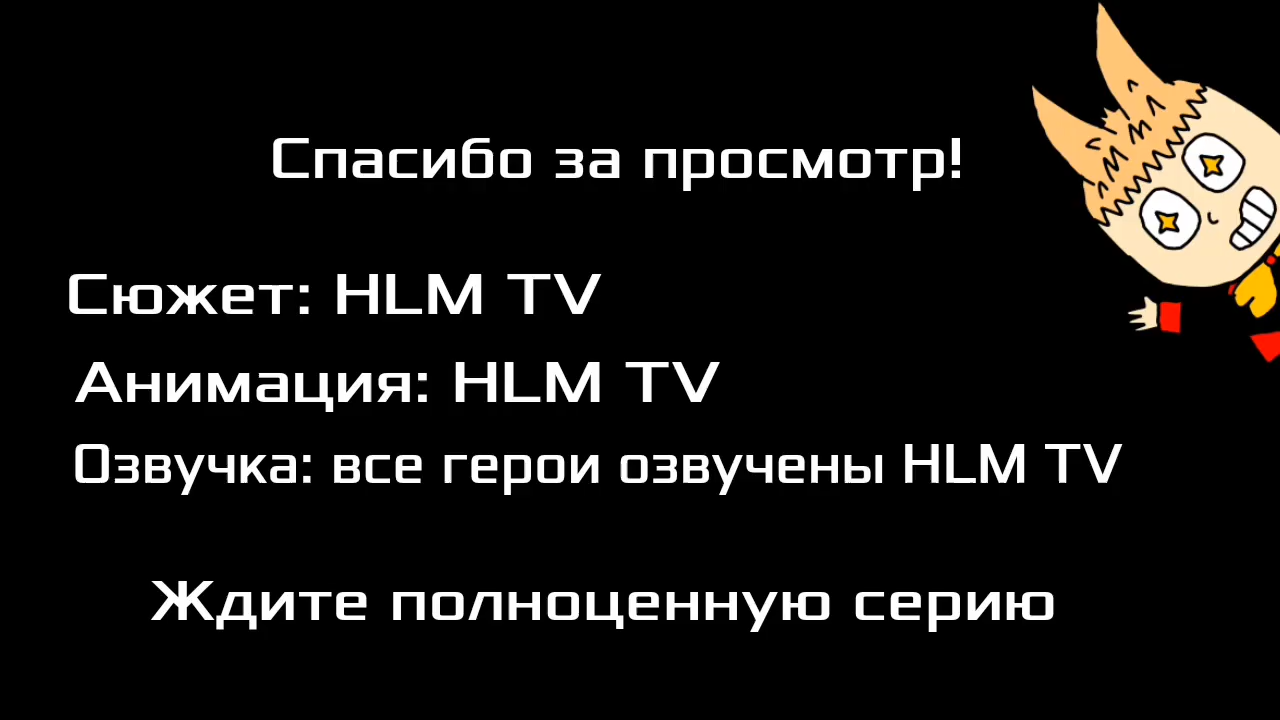 Спасибо за просмотр!
Сюжет: HLM TV
Анимация: HLM TV
Озвучка: все герои озвучены HLM TV
Ждите полноценную серию